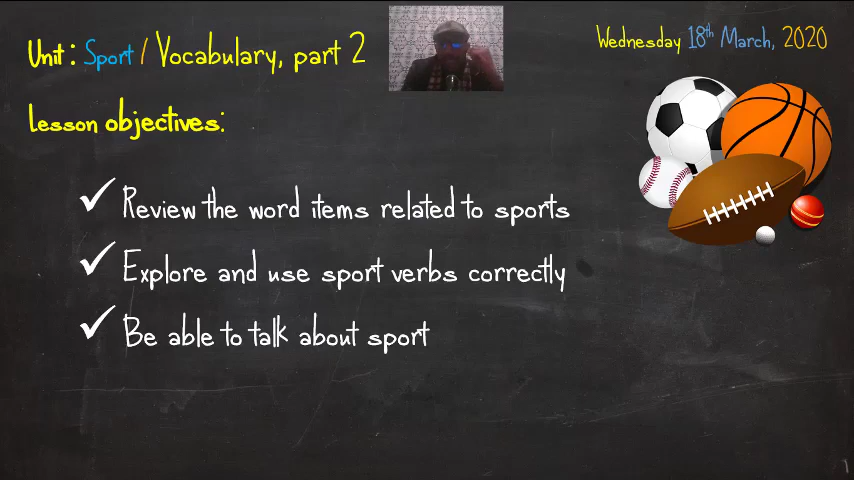 Unit: Sport / Vocabulary, part 2
Wednesday 18th March, 2020
Lesson objectives:
Review the word items related to sports
Explore and use sport verbs correctly
Be able to talk about sport
1